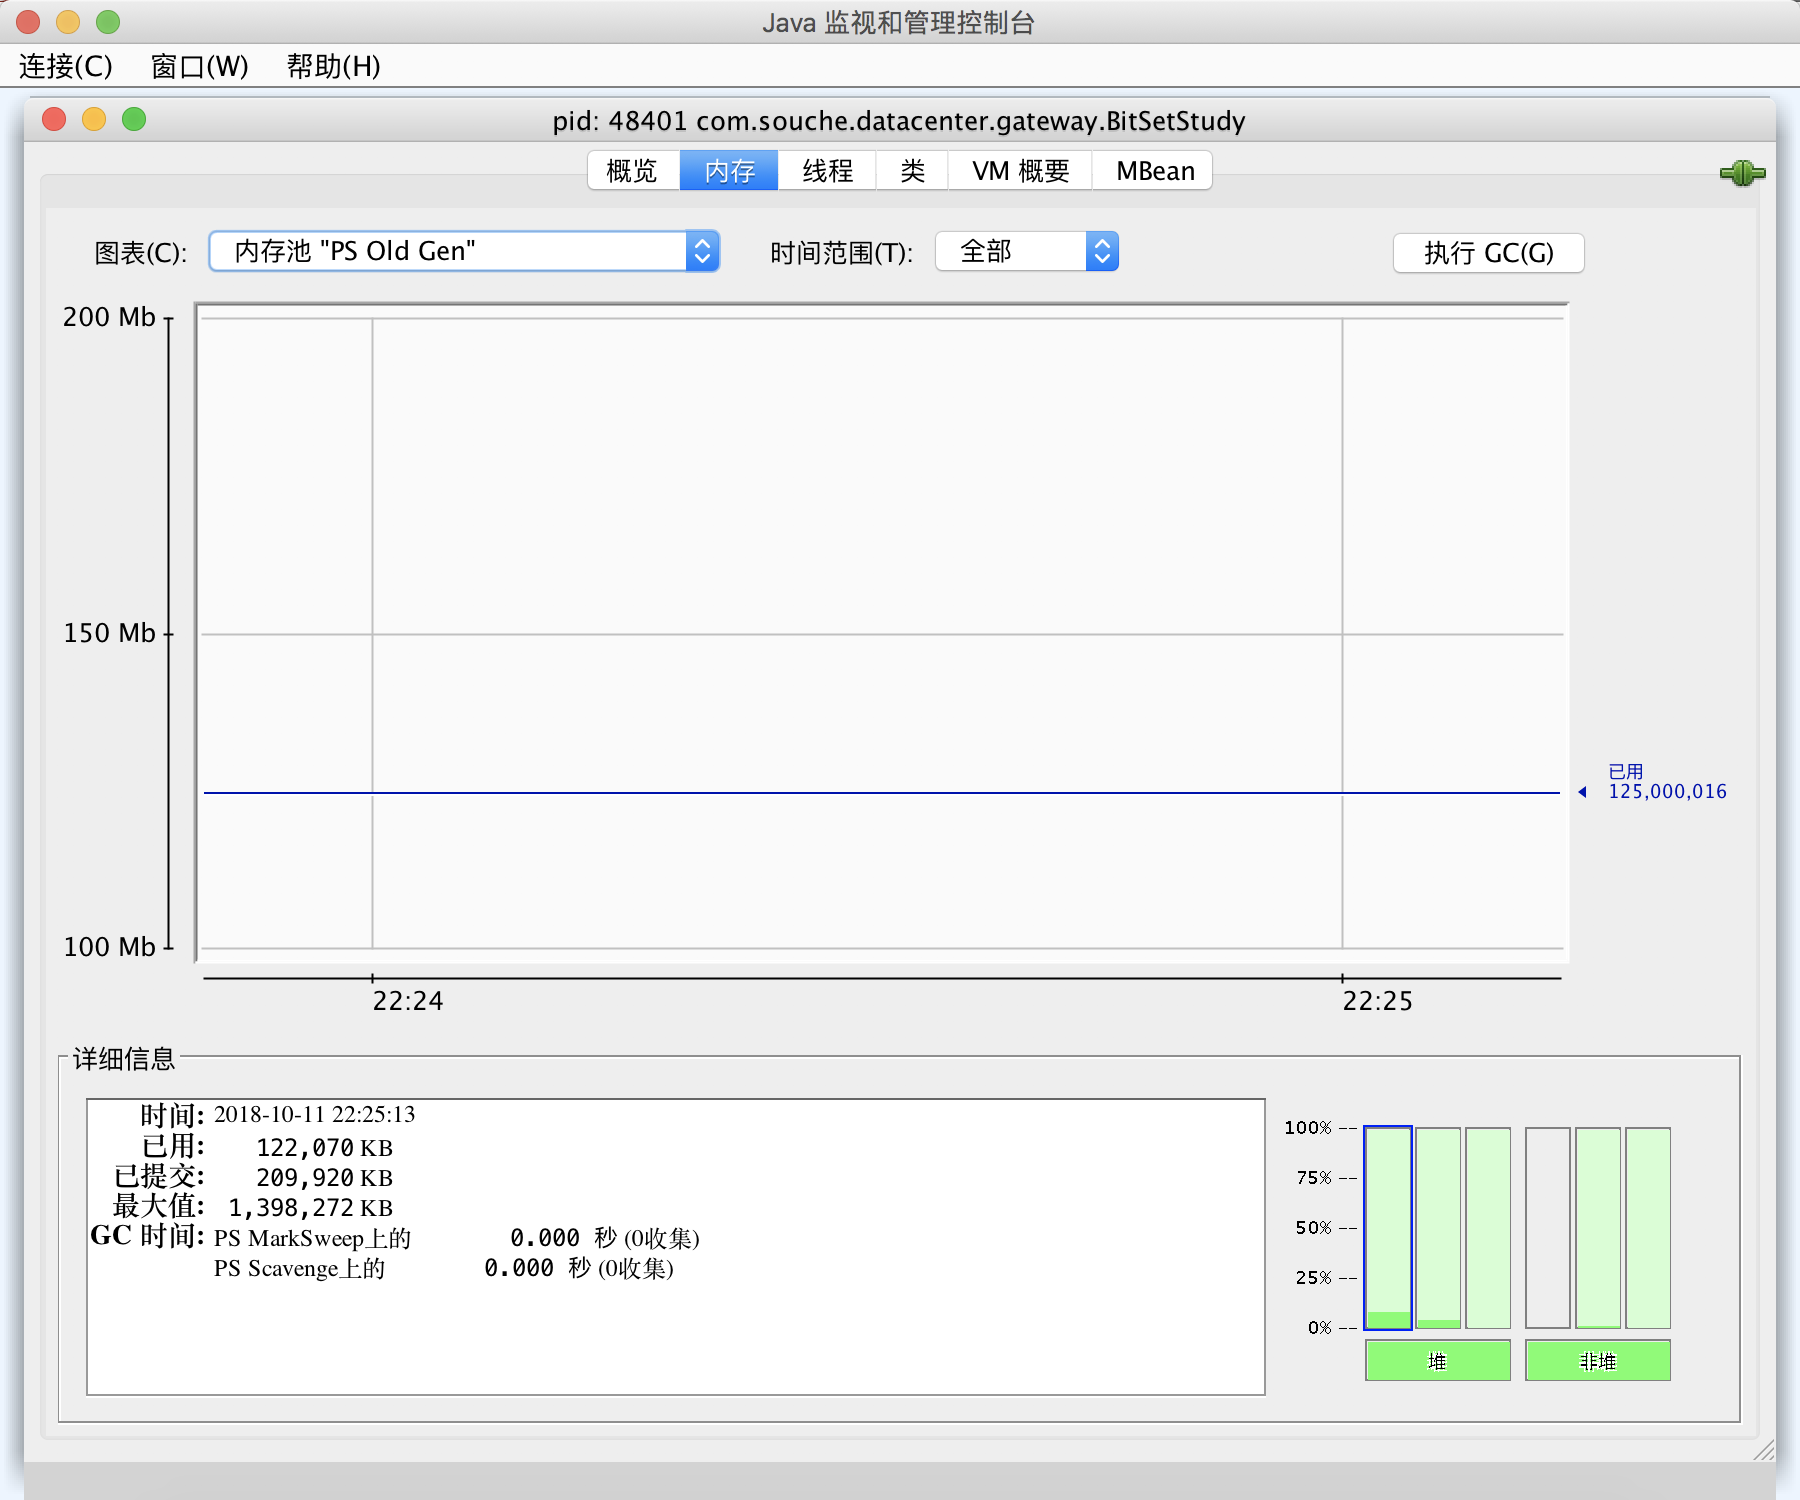 Java 监视和管理控制台
连接(C) 窗口(W) 帮助(H)
pid: 48401 com.souche.datacenter.gateway.BitSetStudy
概览 内存 线程 类 VM 概要 MBean
图表(C): 内存池 "PS Old Gen" 时间范围(T): 全部 执行 GC(G)
200 Mb
150 Mb
已用
125,000,016
100 Mb
22:24 22:25
详细信息
时间: 2018-10-11 22:25:13
已用: 122,070 KB
已提交: 209,920 KB
最大值: 1,398,272 KB
GC 时间: PS MarkSweep上的 0.000 秒 (0收集)
PS Scavenge上的 0.000 秒 (0收集)
100% --
75% --
50% --
25% --
0% --
堆 非堆